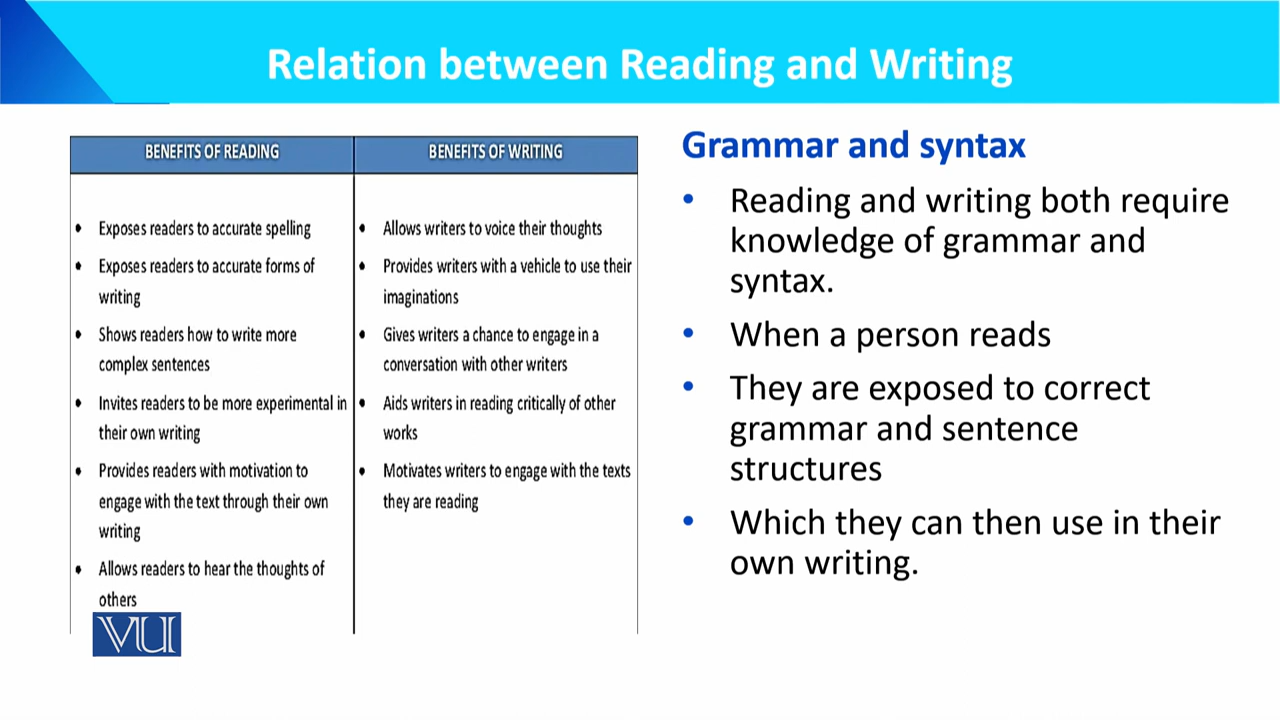 Relation between Reading and Writing
BENEFITS OF READING
Exposes readers to accurate spelling
Exposes readers to accurate forms of
writing
Shows readers how to write more
complex sentences
Invites readers to be more experimental in
their own writing
Provides readers with motivation to
engage with the text through their own
writing
Allows readers to hear the thoughts of
others
BENEFITS OF WRITING
Allows writers to voice their thoughts
Provides writers with a vehicle to use their
imaginations
Gives writers a chance to engage in a
conversation with other writers
Aids writers in reading critically of other
works
Motivates writers to engage with the texts
they are reading
Grammar and syntax
• Reading and writing both require
knowledge of grammar and
syntax.
• When a person reads
• They are exposed to correct
grammar and sentence
structures
• Which they can then use in their
own writing.
VU